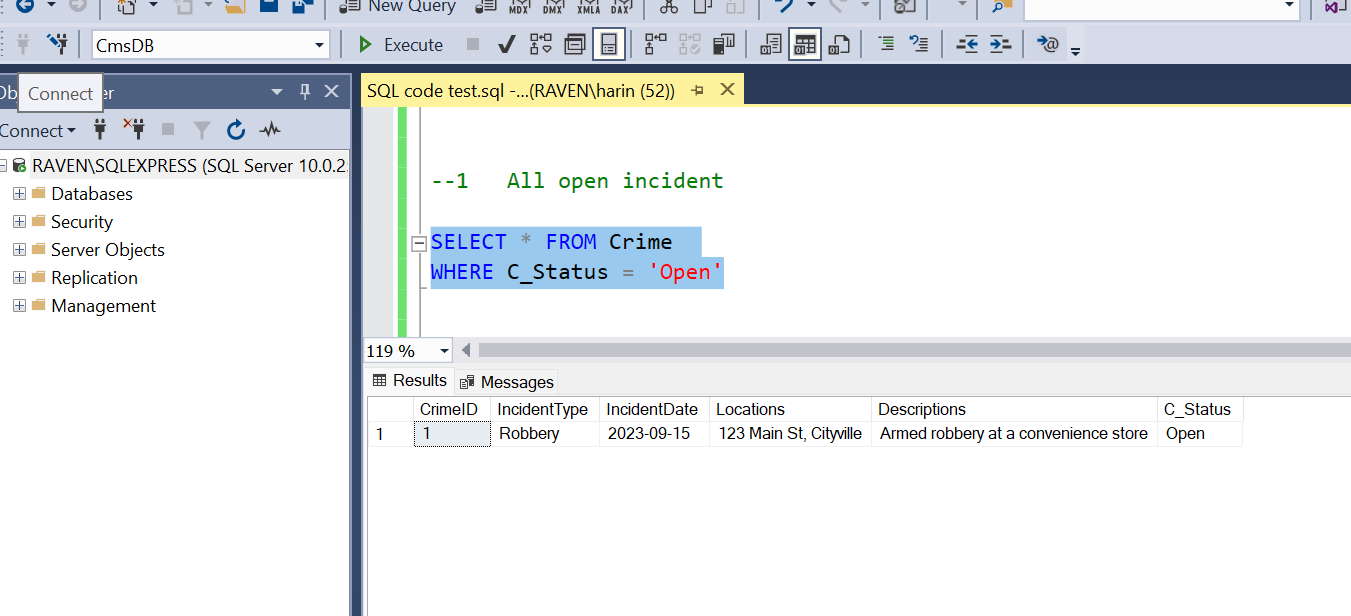 New Query MDX DMX XMLA DAX
CmsDB Execute
Connect er
SQL code test.sql -...(RAVEN\harin (52))
Connect
RAVEN\SQLEXPRESS (SQL Server 10.0.2
Databases
Security
Server Objects
Replication
Management
--1 All open incident
SELECT * FROM Crime
WHERE C_Status = 'Open'
119 %
Results Messages
CrimeID IncidentType IncidentDate Locations Descriptions C_Status
1 1 Robbery 2023-09-15 123 Main St, Cityville Armed robbery at a convenience store Open